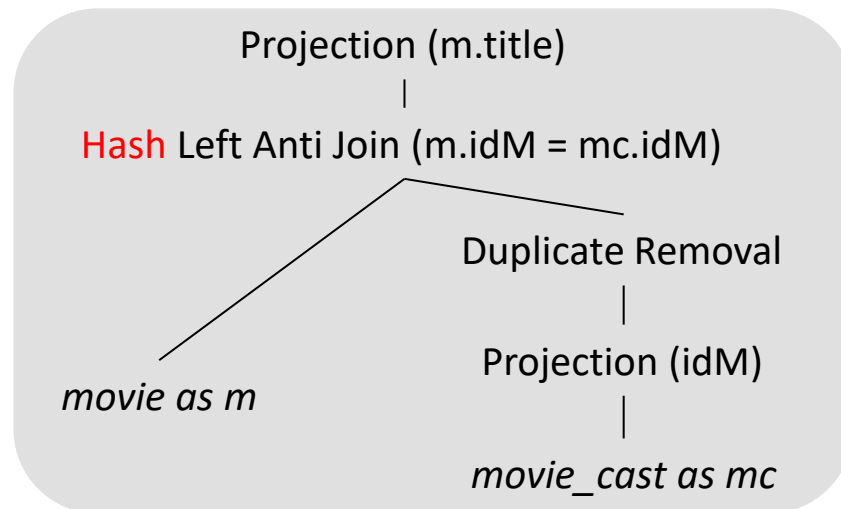 Projection (m.title)
Hash Left Anti Join (m.idM = mc.idM)
Duplicate Removal
Projection (idM)
movie as m
movie_cast as mc